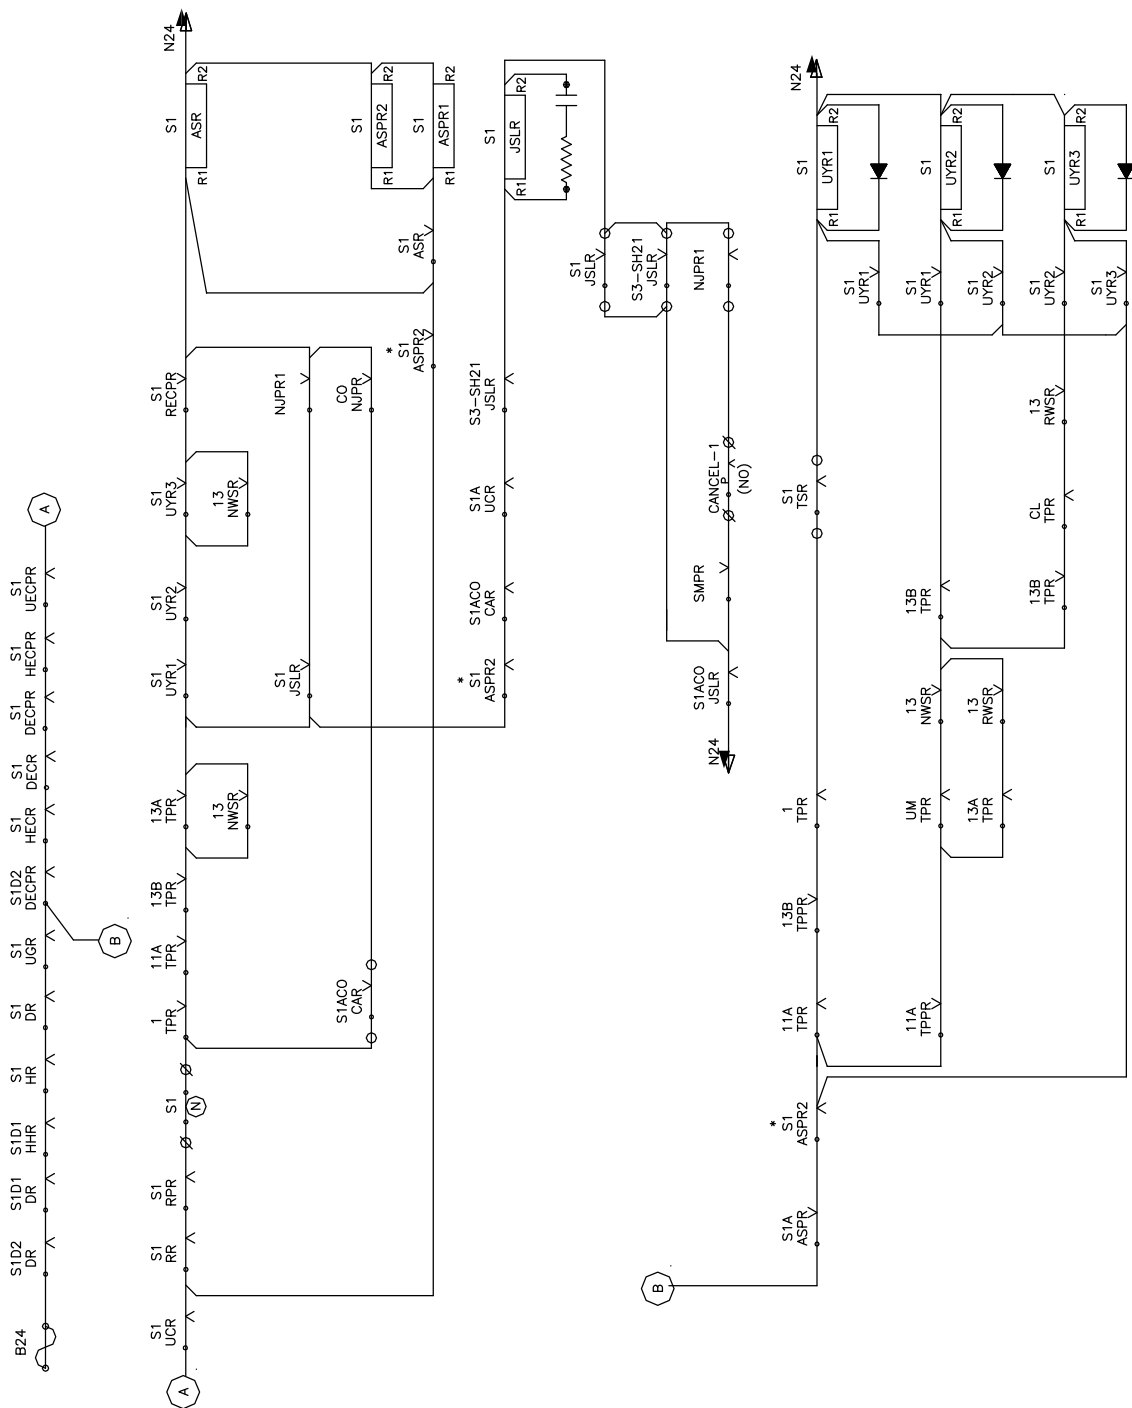 B24
S1D2
DR
S1D1
DR
S1D1
HHR
S1
HR
S1
DR
S1
UGR
B
S1D2
DECPR
S1
HECR
S1
DECR
S1
DECPR
S1
HECPR
S1
UECPR
A
A
S1
UCR
S1
RR
S1
RPR
S1
N
1
TPR
11A
TPR
13B
TPR
13A
TPR
13
NWSR
S1
UYR1
S1
UYR2
S1
UYR3
13
NWSR
S1
RECPR
R1
S1
ASR
R2
N24
S1
JSLR
NJPR1
S1ACO
CAR
CO
NJPR
R1
S1
ASPR2
R2
*
S1
ASPR2
S1
ASR
R1
S1
ASPR1
R2
*
S1
ASPR2
S1ACO
CAR
S1A
UCR
S3-SH21
JSLR
R1
S1
JSLR
R2
S1
JSLR
S3-SH21
JSLR
N24
S1ACO
JSLR
SMPR
CANCEL-1
P
(NO)
NJPR1
B
S1A
ASPR
*
S1
ASPR2
11A
TPR
13B
TPPR
1
TPR
S1
TSR
R1
S1
UYR1
R2
N24
S1
UYR1
11A
TPPR
UM
TPR
13
NWSR
13B
TPR
S1
UYR1
R1
S1
UYR2
R2
13A
TPR
13
RWSR
S1
UYR2
13B
TPR
CL
TPR
13
RWSR
S1
UYR2
R1
S1
UYR3
R2
S1
UYR3